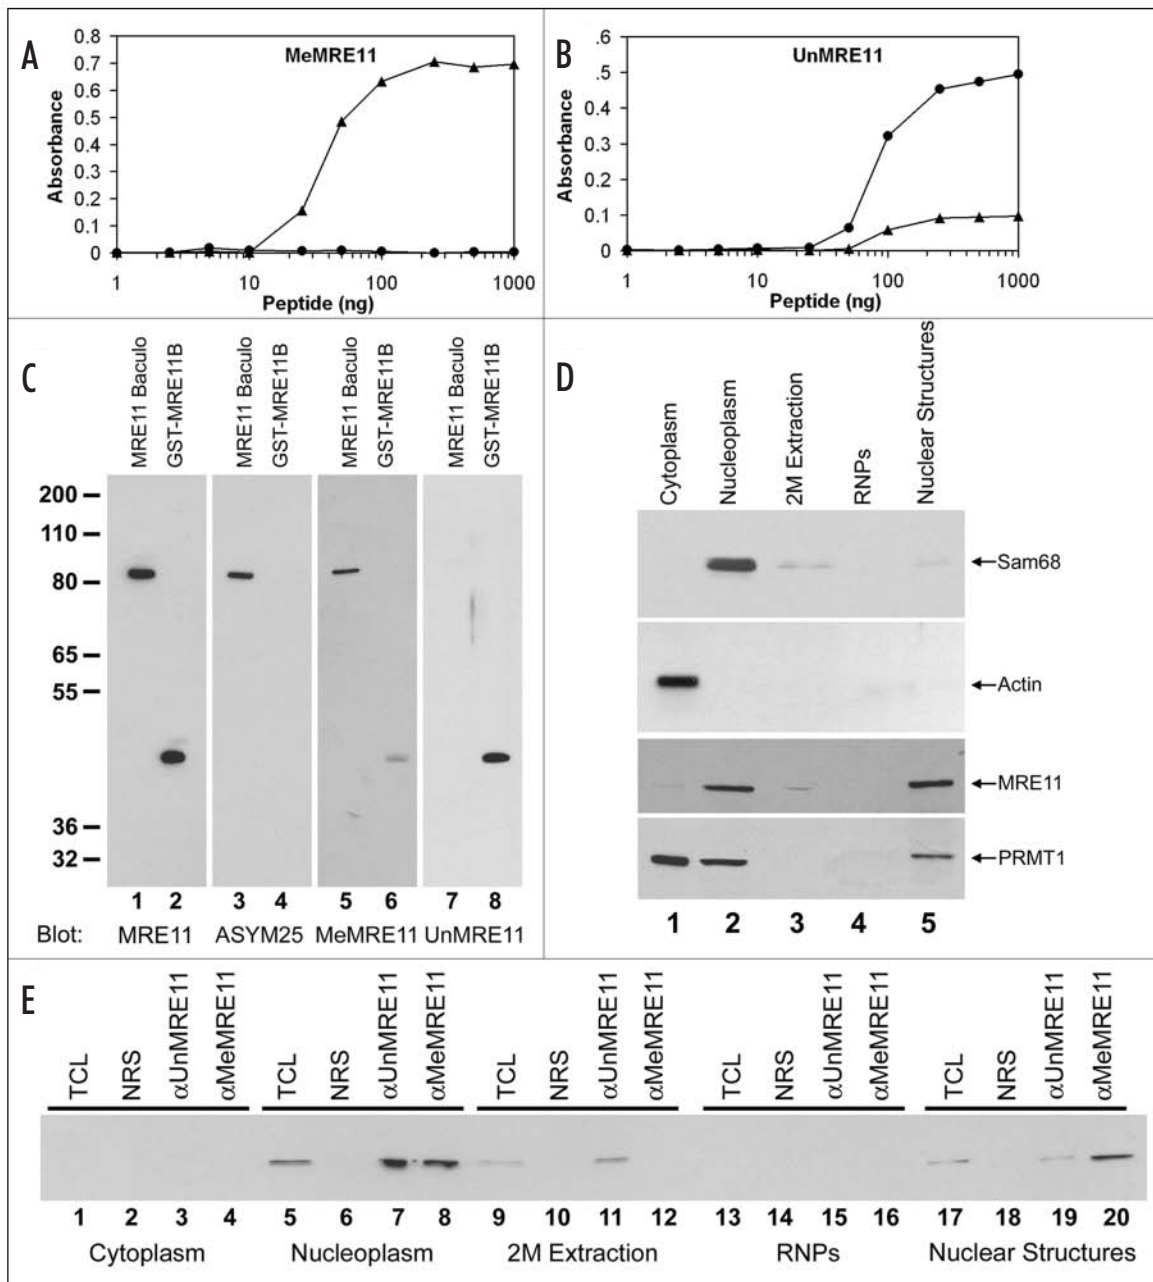 A
MeMRE11
0.8
0.7
0.6
0.5
0.4
0.3
0.2
0.1
0
Absorbance
1 10 100 1000
Peptide (ng)
B
UnMRE11
.6
.5
0.4
0.3
0.2
0.1
0
Absorbance
1 10 100 1000
Peptide (ng)
C
MRE11 Baculo
GST-MRE11B
MRE11 Baculo
GST-MRE11B
MRE11 Baculo
GST-MRE11B
MRE11 Baculo
GST-MRE11B
200
110
80
65
55
36
32
1 2 3 4 5 6 7 8
Blot: MRE11 ASYM25 MeMRE11 UnMRE11
D
Cytoplasm
Nucleoplasm
2M Extraction
RNPs
Nuclear Structures
Sam68
Actin
MRE11
PRMT1
1 2 3 4 5
E
TCL
NRS
αUnMRE11
αMeMRE11
TCL
NRS
αUnMRE11
αMeMRE11
TCL
NRS
αUnMRE11
αMeMRE11
TCL
NRS
αUnMRE11
αMeMRE11
TCL
NRS
αUnMRE11
αMeMRE11
1 2 3 4 5 6 7 8 9 10 11 12 13 14 15 16 17 18 19 20
Cytoplasm Nucleoplasm 2M Extraction RNPs Nuclear Structures